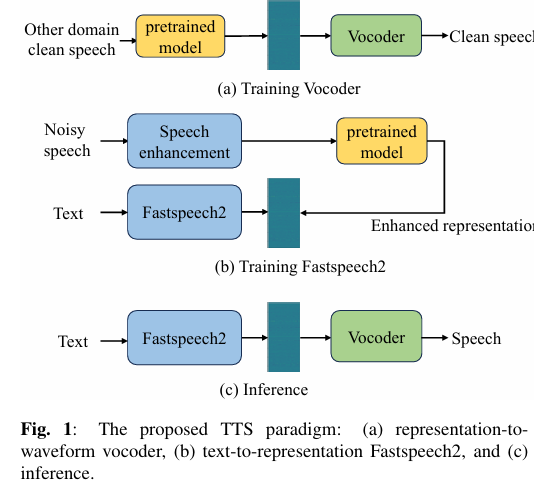 Other domain
clean speech
pretrained
model
Vocoder
Clean speech
(a) Training Vocoder
Noisy
speech
Speech
enhancement
pretrained
model
Text
Fastspeech2
Enhanced representation
(b) Training Fastspeech2
Text
Fastspeech2
Vocoder
Speech
(c) Inference
Fig. 1: The proposed TTS paradigm: (a) representation-to-
waveform vocoder, (b) text-to-representation Fastspeech2, and (c)
inference.